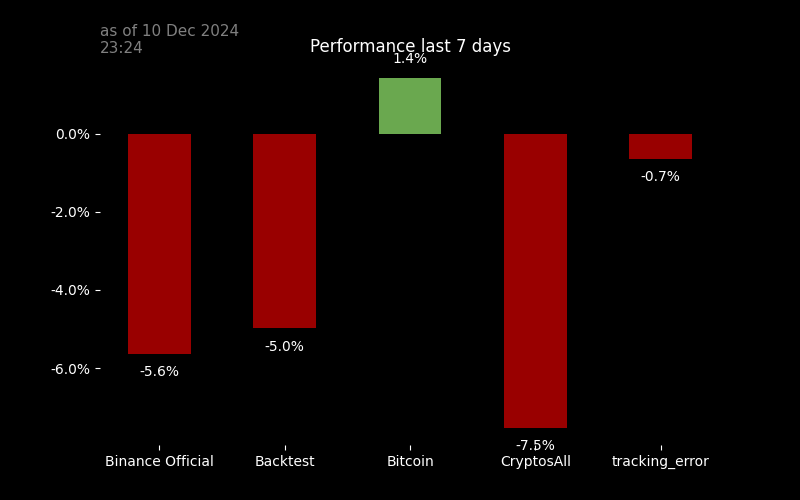 as of 10 Dec 2024
23:24
Performance last 7 days
1.4%
0.0%
-2.0%
-4.0%
-6.0%
-0.7%
-5.0%
-5.6%
-7.5%
Binance Official
Backtest
Bitcoin
CryptosAll
tracking_error